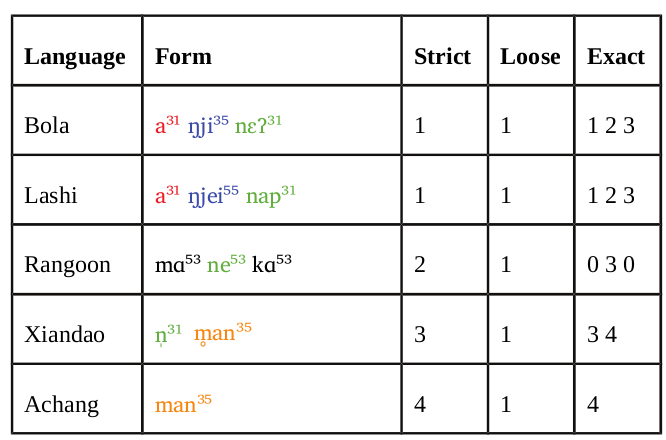 Language Form Strict Loose Exact
Bola a³¹ ŋji³⁵ nɛʔ³¹ 1 1 1 2 3
Lashi a³¹ ŋjei⁵⁵ nap³¹ 1 1 1 2 3
Rangoon mɑ⁵³ ne⁵³ kɑ⁵³ 2 1 0 3 0
Xiandao n̩³¹ m̥an³⁵ 3 1 3 4
Achang man³⁵ 4 1 4